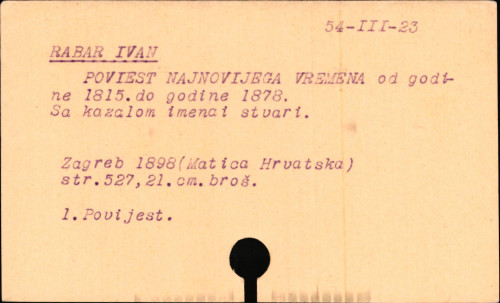 54-III-23
RABAR IVAN
POVIEST NAJNOVIJEGA VREMENA od godi-
ne 1815.do godine 1878.
Sa kazalom imena i stvari.
Zagreb 1898(Matica Hrvatska)
str.527,21.cm.broš.
1.Povijest.